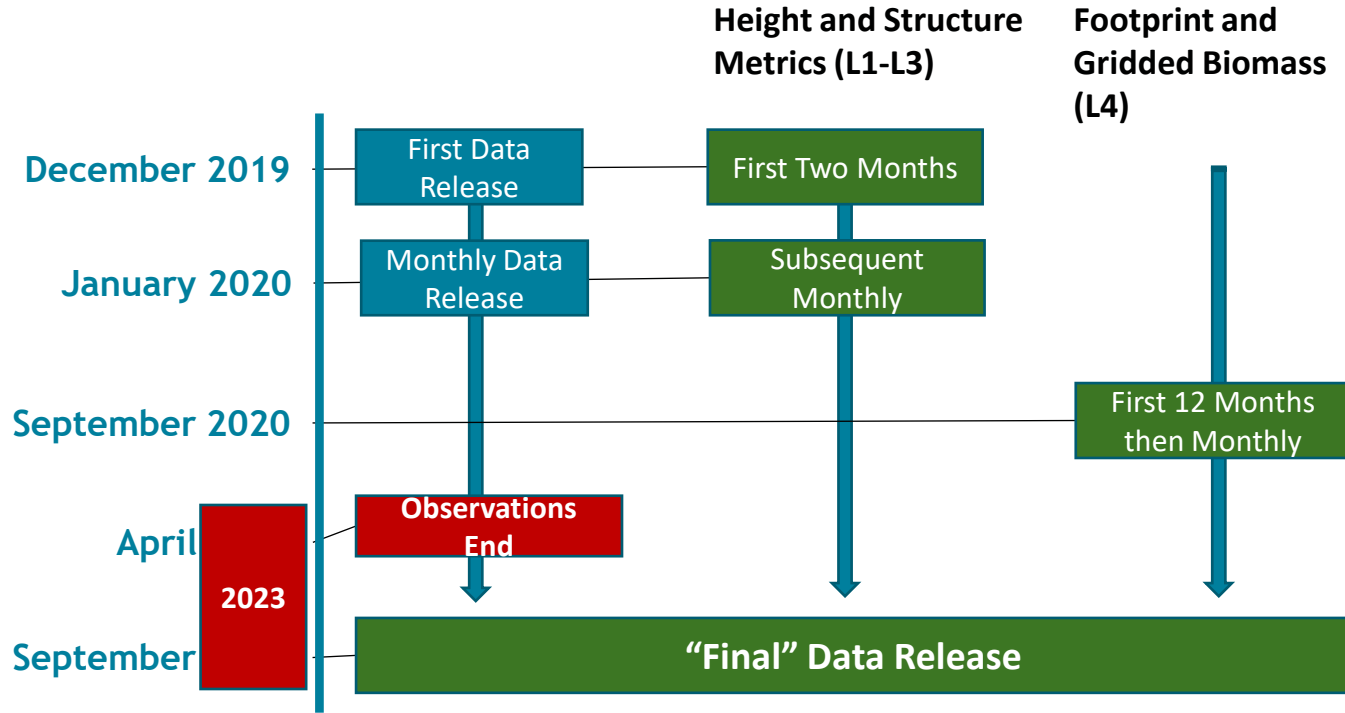 Height and Structure
Metrics (L1-L3)
Footprint and
Gridded Biomass
(L4)
December 2019
First Data
Release
First Two Months
January 2020
Monthly Data
Release
Subsequent
Monthly
September 2020
First 12 Months
then Monthly
April
Observations
End
2023
September
“Final” Data Release